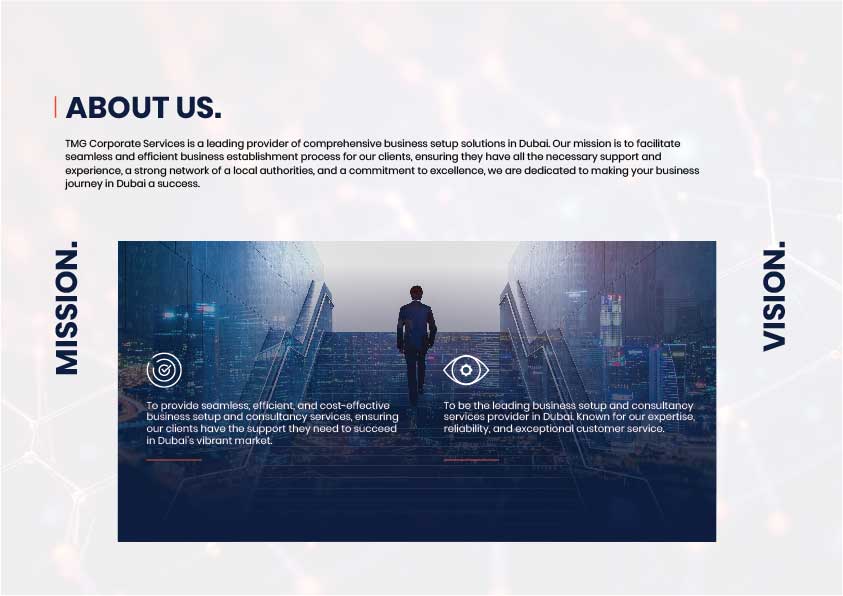 ABOUT US.
TMG Corporate Services is a leading provider of comprehensive business setup solutions in Dubai. Our mission is to facilitate
seamless and efficient business establishment process for our clients, ensuring they have all the necessary support and
experience, a strong network of a local authorities, and a commitment to excellence, we are dedicated to making your business
journey in Dubai a success.
MISSION.
To provide seamless, efficient, and cost-effective
business setup and consultancy services, ensuring
our clients have the support they need to succeed
in Dubai's vibrant market.
VISION.
To be the leading business setup and consultancy
services provider in Dubai. Known for our expertise,
reliability, and exceptional customer service.